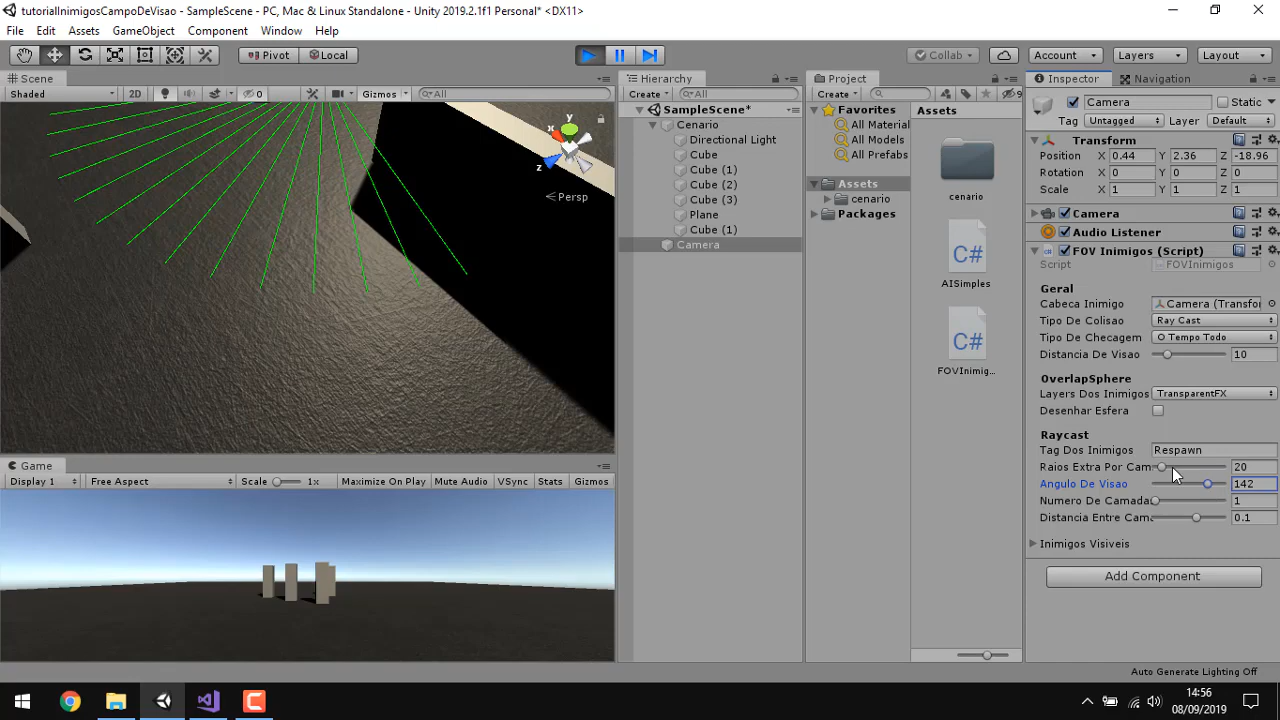 tutorialInimigosCampoDeVisao - SampleScene - PC, Mac & Linux Standalone - Unity 2019.2.1f1 Personal* <DX11>
File Edit Assets GameObject Component Window Help
Pivot Local Collab Account Layers Layout
Scene
Shaded 2D 0 Gizmos All
y
x
z
Persp
Hierarchy
Create All
SampleScene*
Cenario
Directional Light
Cube
Cube (1)
Cube (2)
Cube (3)
Plane
Cube (1)
Camera
Project
Create 9
Favorites
All Material
All Models
All Prefabs
Assets
cenario
Packages
Assets
cenario
C#
AISimples
C#
FOVInimig...
Inspector Navigation
Camera Static
Tag Untagged Layer Default
Transform
Position X 0.44 Y 2.36 Z -18.96
Rotation X 0 Y 0 Z 0
Scale X 1 Y 1 Z 1
Camera
Audio Listener
FOV Inimigos (Script)
Script FOVInimigos
Geral
Cabeca Inimigo Camera (Transfor
Tipo De Colisao Ray Cast
Tipo De Checagem O Tempo Todo
Distancia De Visao 10
OverlapSphere
Layers Dos Inimigos TransparentFX
Desenhar Esfera
Raycast
Tag Dos Inimigos Respawn
Raios Extra Por Cam 20
Angulo De Visao 142
Numero De Camadas 1
Distancia Entre Cama 0.1
Inimigos Visiveis
Add Component
Game
Display 1 Free Aspect Scale 1x Maximize On Play Mute Audio VSync Stats Gizmos
Auto Generate Lighting Off
14:56
08/09/2019